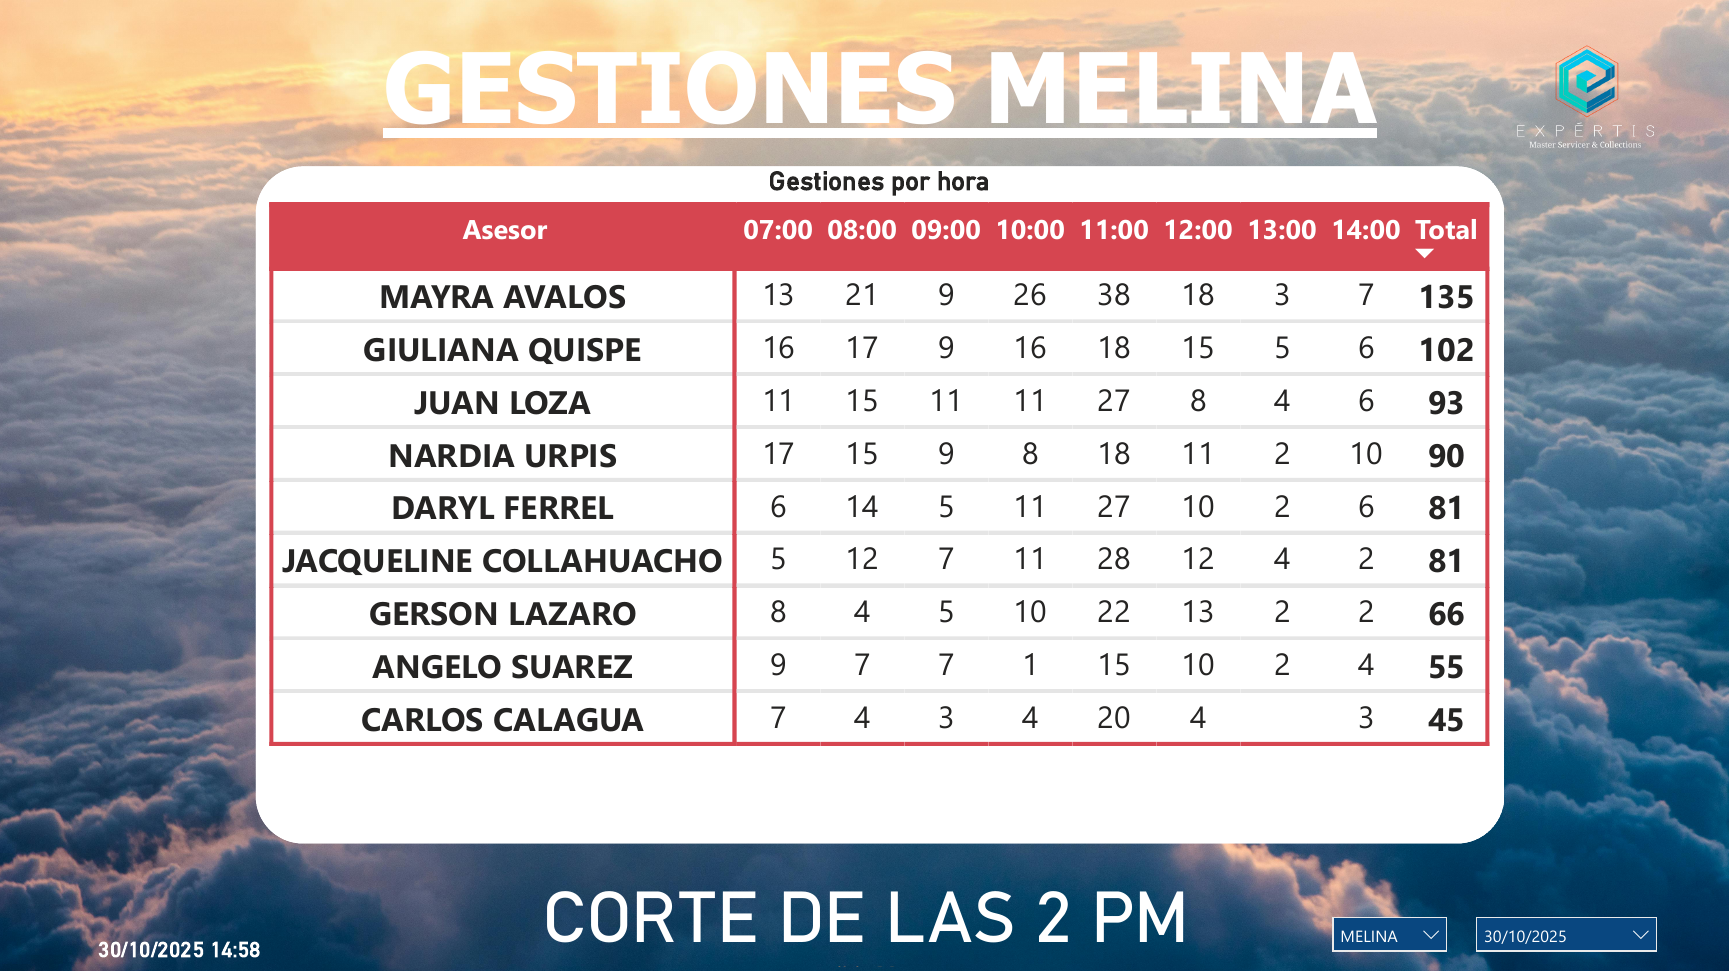 GESTIONES MELINA
EXPÉRTIS
Master Servicer & Collections
Gestiones por hora
Asesor 07:00 08:00 09:00 10:00 11:00 12:00 13:00 14:00 Total
MAYRA AVALOS 13 21 9 26 38 18 3 7 135
GIULIANA QUISPE 16 17 9 16 18 15 5 6 102
JUAN LOZA 11 15 11 11 27 8 4 6 93
NARDIA URPIS 17 15 9 8 18 11 2 10 90
DARYL FERREL 6 14 5 11 27 10 2 6 81
JACQUELINE COLLAHUACHO 5 12 7 11 28 12 4 2 81
GERSON LAZARO 8 4 5 10 22 13 2 2 66
ANGELO SUAREZ 9 7 7 1 15 10 2 4 55
CARLOS CALAGUA 7 4 3 4 20 4 3 45
CORTE DE LAS 2 PM
30/10/2025 14:58
MELINA
30/10/2025